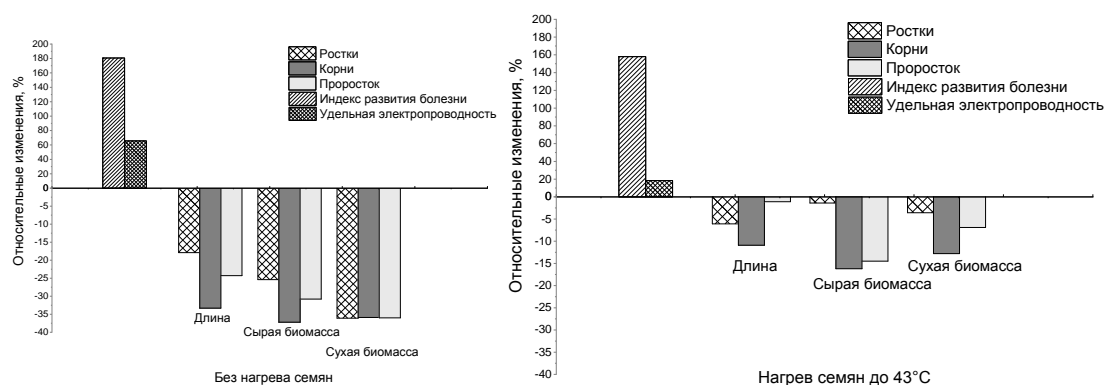 Относительные изменения, %
200
180
160
140
120
100
80
60
40
20
0
-5
-10
-15
-20
-25
-30
-35
-40
Ростки
Корни
Проросток
Индекс развития болезни
Удельная электропроводность
Длина
Сырая биомасса
Сухая биомасса
Без нагрева семян
Относительные изменения, %
200
180
160
140
120
100
80
60
40
20
0
-5
-10
-15
-20
-25
-30
-35
-40
Ростки
Корни
Проросток
Индекс развития болезни
Удельная электропроводность
Длина
Сырая биомасса
Сухая биомасса
Нагрев семян до 43°C